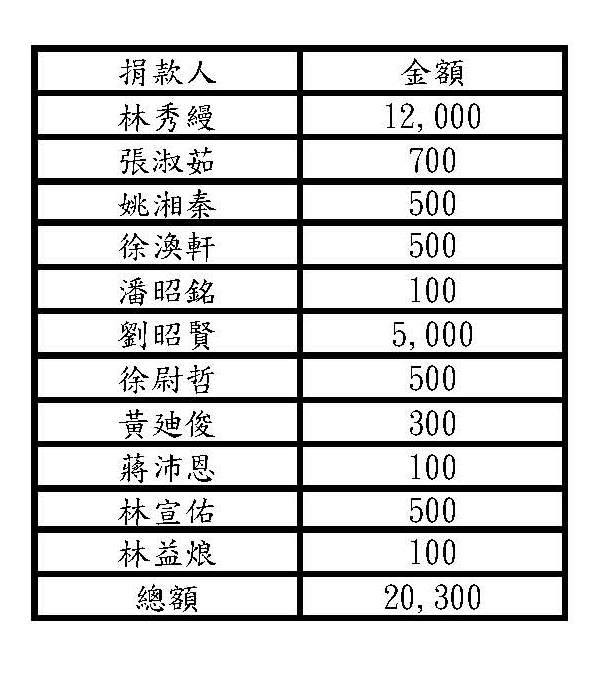 捐款人 金額
林秀縵 12,000
張淑茹 700
姚湘秦 500
徐渙軒 500
潘昭銘 100
劉昭賢 5,000
徐尉哲 500
黃廸俊 300
蔣沛恩 100
林宣佑 500
林益烺 100
總額 20,300